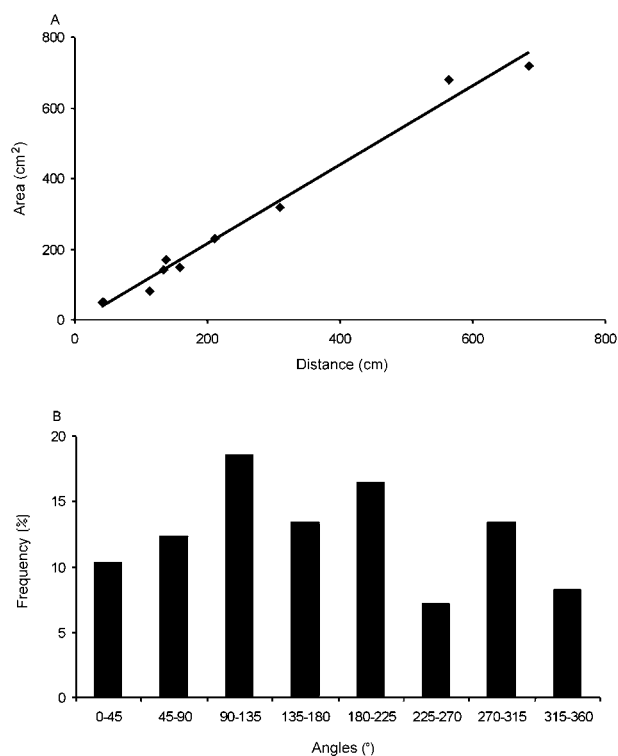 A
800
600
400
200
0
Area (cm²)
0 200 400 600 800
Distance (cm)
B
20
15
10
5
0
Frequency (%)
0-45 45-90 90-135 135-180 180-225 225-270 270-315 315-360
Angles (°)